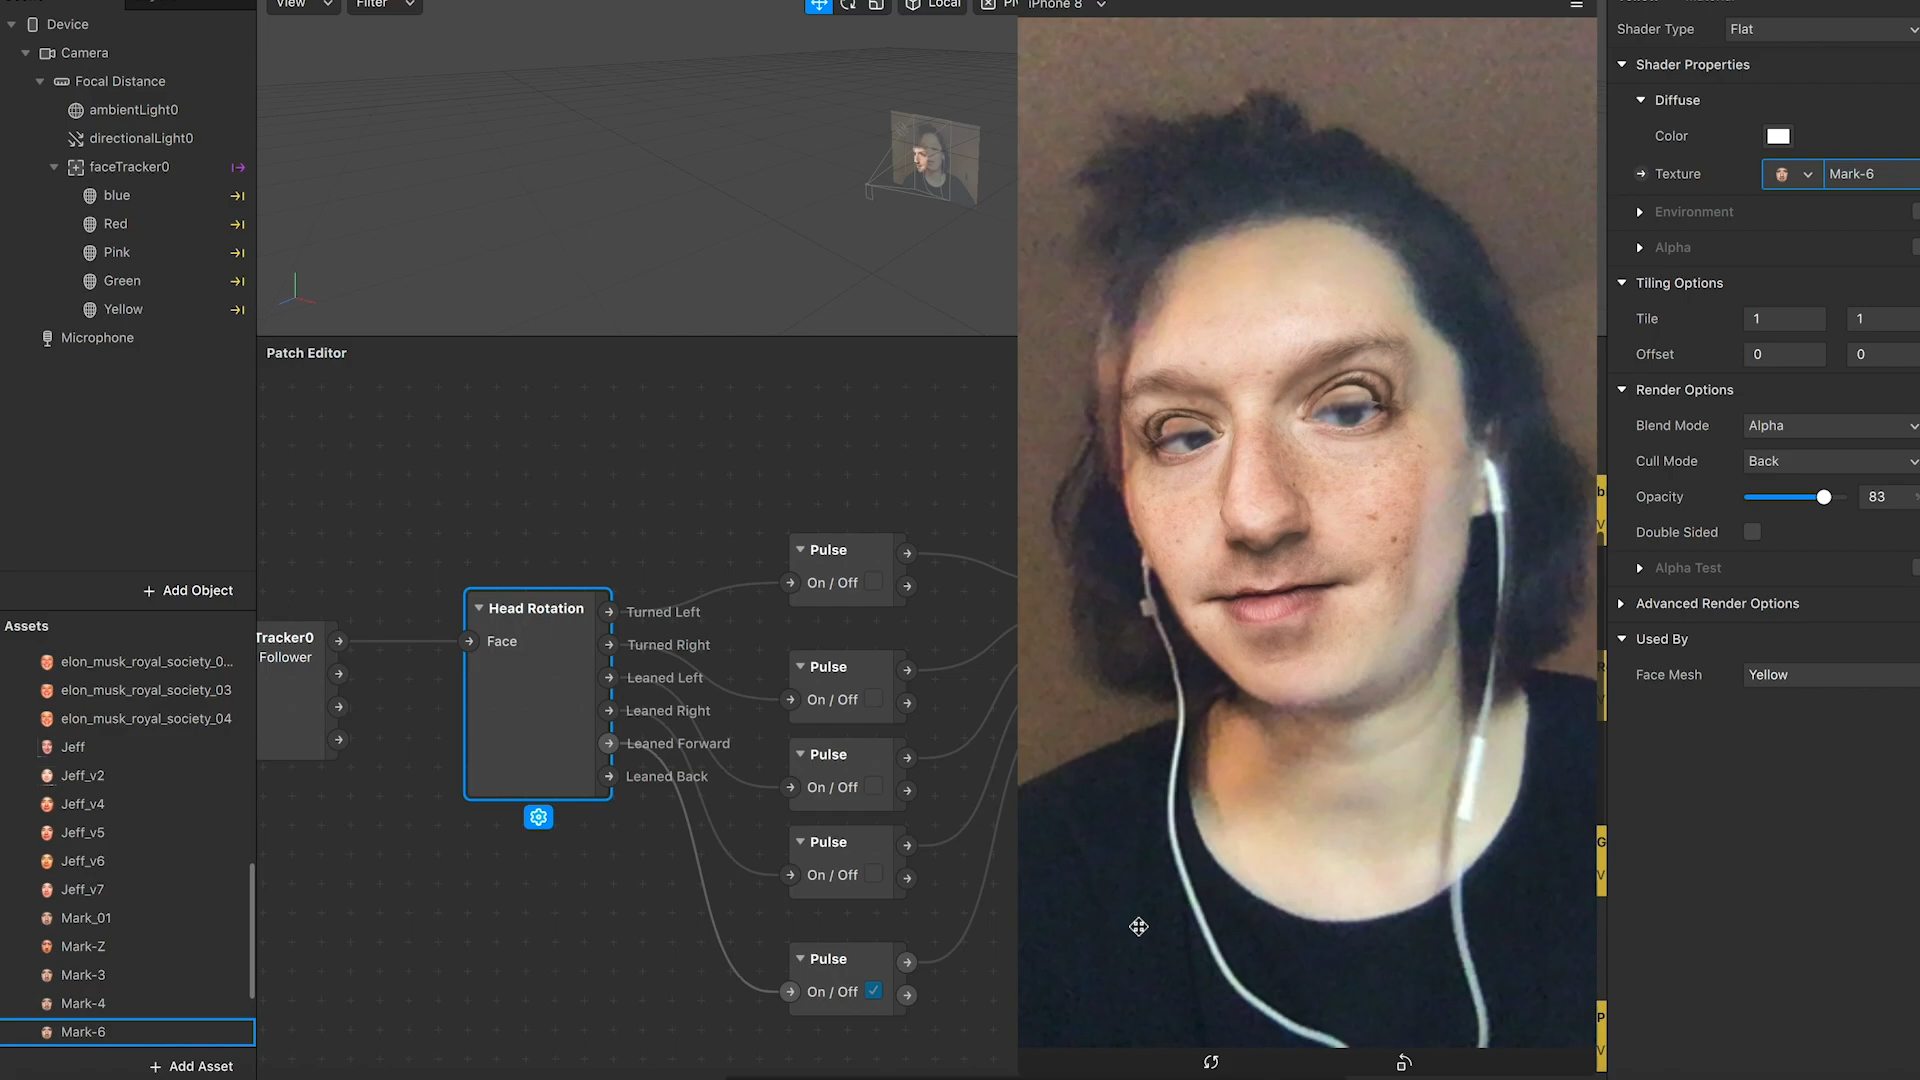 View
Filter
Local
iPhone 8
Device
Camera
Focal Distance
ambientLight0
directionalLight0
faceTracker0
blue
Red
Pink
Green
Yellow
Microphone
Add Object
Assets
elon_musk_royal_society_0...
elon_musk_royal_society_03
elon_musk_royal_society_04
Jeff
Jeff_v2
Jeff_v4
Jeff_v5
Jeff_v6
Jeff_v7
Mark_01
Mark-Z
Mark-3
Mark-4
Mark-6
Add Asset
Patch Editor
Tracker0
Follower
Head Rotation
Face
Turned Left
Turned Right
Leaned Left
Leaned Right
Leaned Forward
Leaned Back
Pulse
On / Off
Pulse
On / Off
Pulse
On / Off
Pulse
On / Off
Pulse
On / Off
Shader Type
Flat
Shader Properties
Diffuse
Color
Texture
Mark-6
Environment
Alpha
Tiling Options
Tile
1
1
Offset
0
0
Render Options
Blend Mode
Alpha
Cull Mode
Back
Opacity
83
Double Sided
Alpha Test
Advanced Render Options
Used By
Face Mesh
Yellow